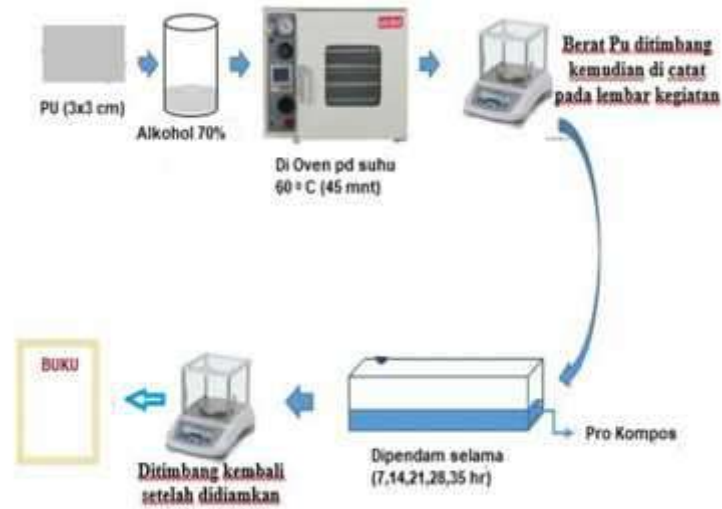 PU (3x3 cm)
Alkohol 70%
Di Oven pd suhu
60 º C (45 mnt)
Berat Pu ditimbang
kemudian di catat
pada lembar kegiatan
Pro Kompos
Dipendam selama
(7,14,21,28,35 hr)
Ditimbang kembali
setelah didiamkan
BUKU